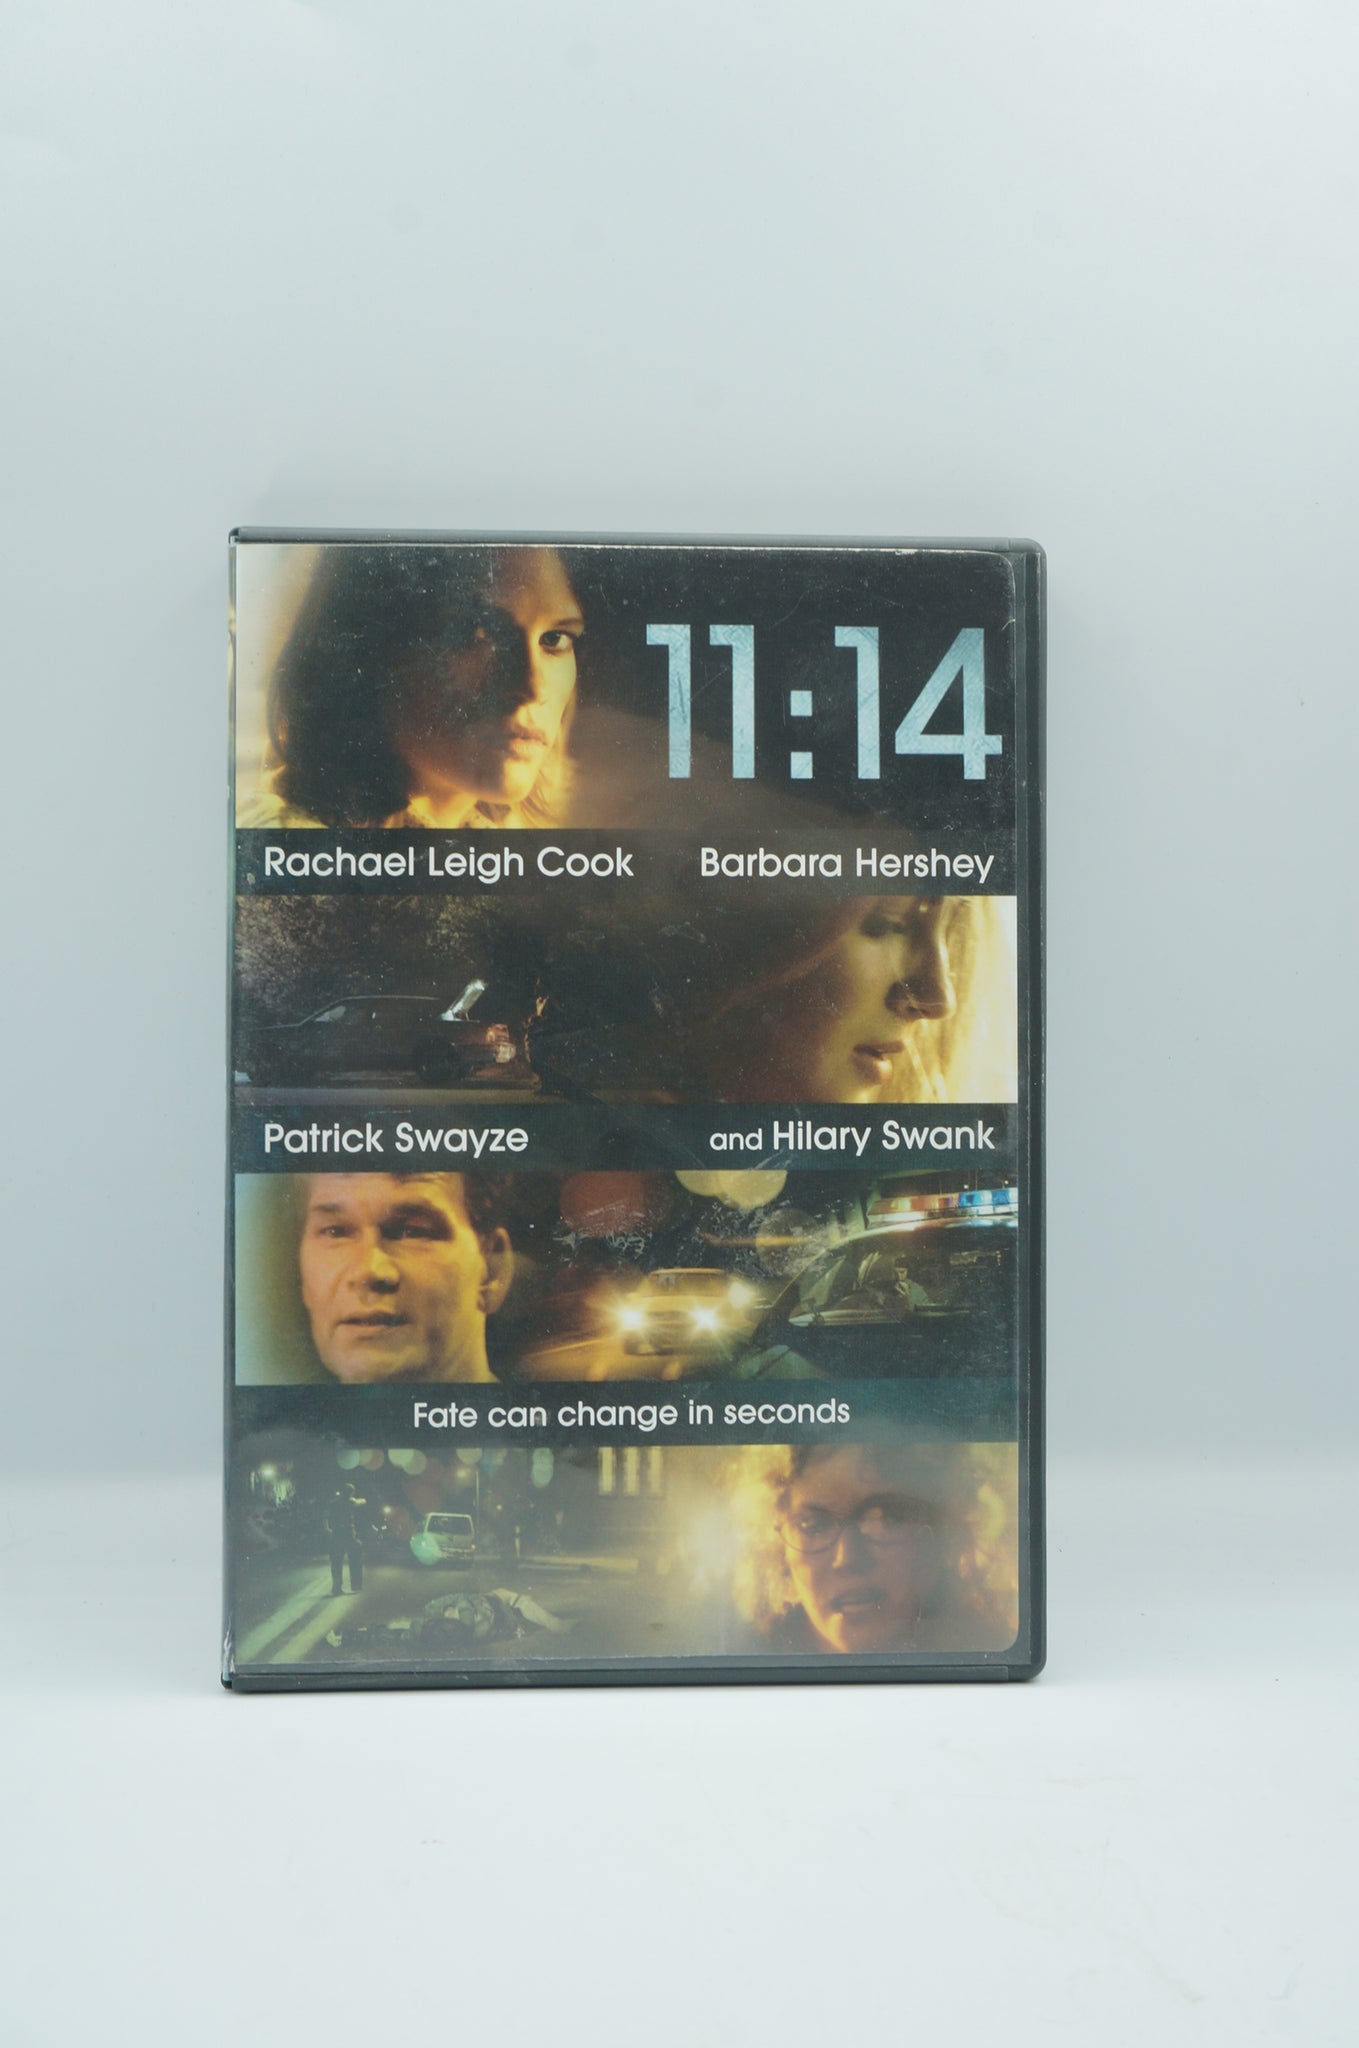 11:14
Rachael Leigh Cook Barbara Hershey
Patrick Swayze and Hilary Swank
Fate can change in seconds